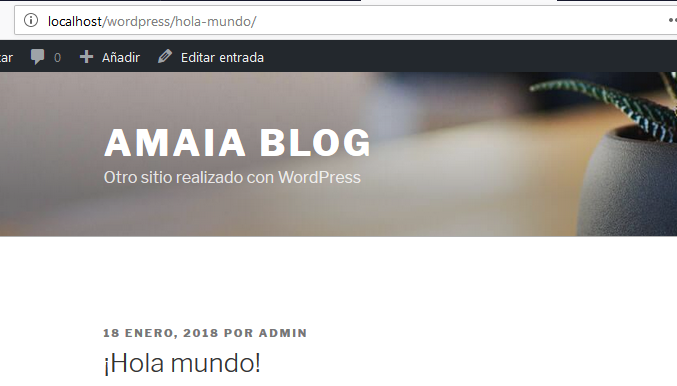 localhost/wordpress/hola-mundo/
0 Añadir Editar entrada
AMAIA BLOG
Otro sitio realizado con WordPress
18 ENERO, 2018 POR ADMIN
¡Hola mundo!